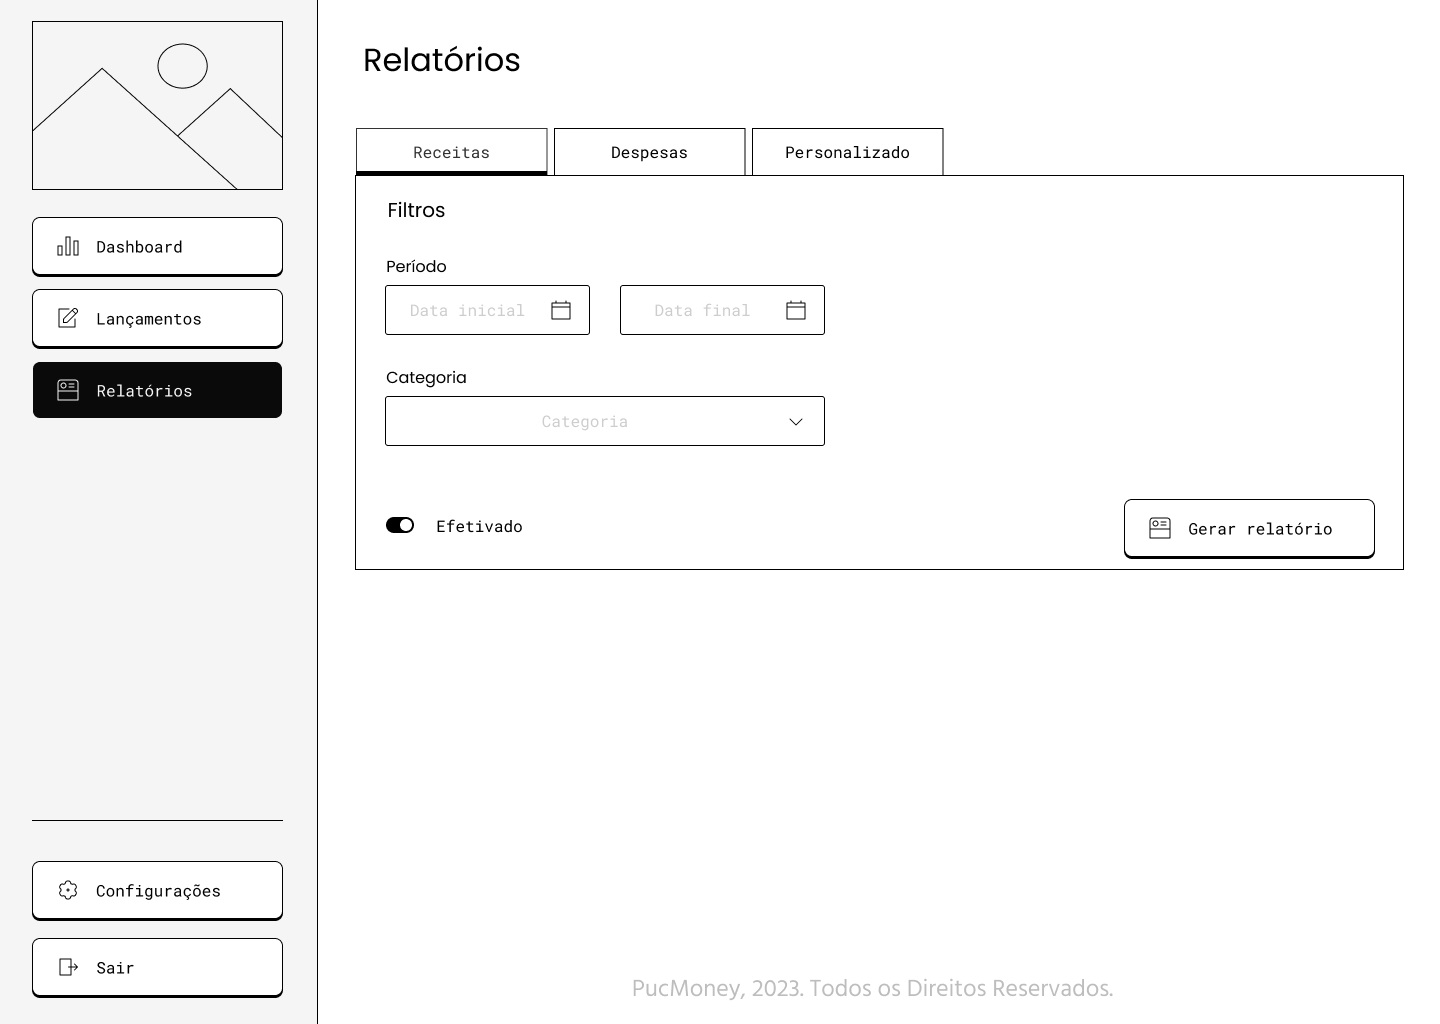 Relatórios
Receitas
Despesas
Personalizado
Filtros
Período
Data inicial
Data final
Categoria
Categoria
Efetivado
Gerar relatório
Dashboard
Lançamentos
Relatórios
Configurações
Sair
PucMoney, 2023. Todos os Direitos Reservados.